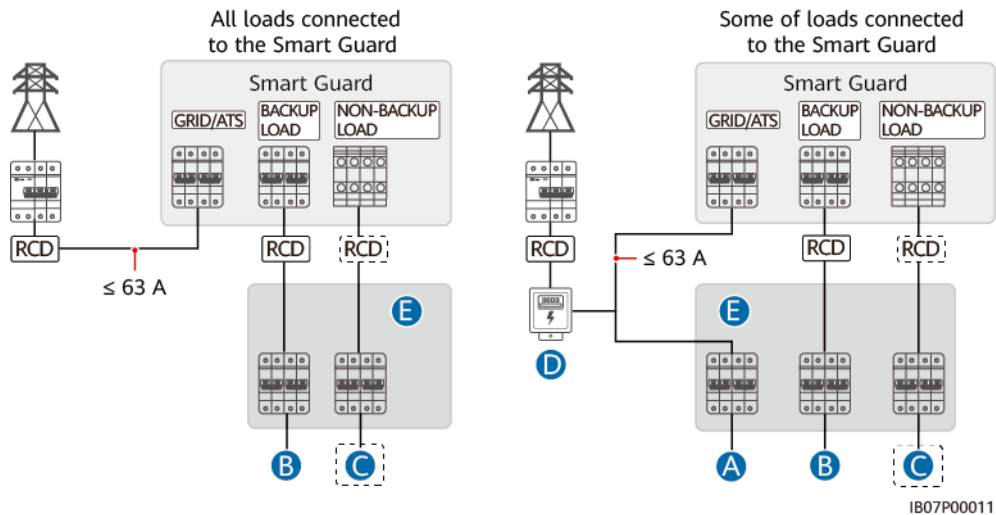 All loads connected
to the Smart Guard
Smart Guard
GRID/ATS
BACKUP
LOAD
NON-BACKUP
LOAD
RCD
RCD
RCD
≤ 63 A
E
B
C
Some of loads connected
to the Smart Guard
Smart Guard
GRID/ATS
BACKUP
LOAD
NON-BACKUP
LOAD
RCD
RCD
RCD
≤ 63 A
E
D
A
B
C
IB07P00011